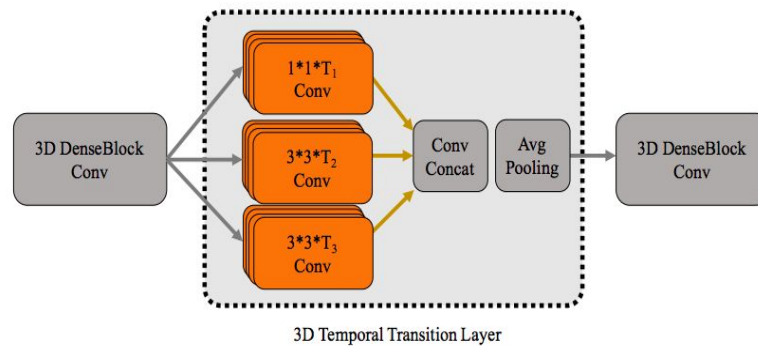 3D DenseBlock
Conv
1*1*T₁
Conv
3*3*T₂
Conv
3*3*T₃
Conv
Conv
Concat
Avg
Pooling
3D DenseBlock
Conv
3D Temporal Transition Layer